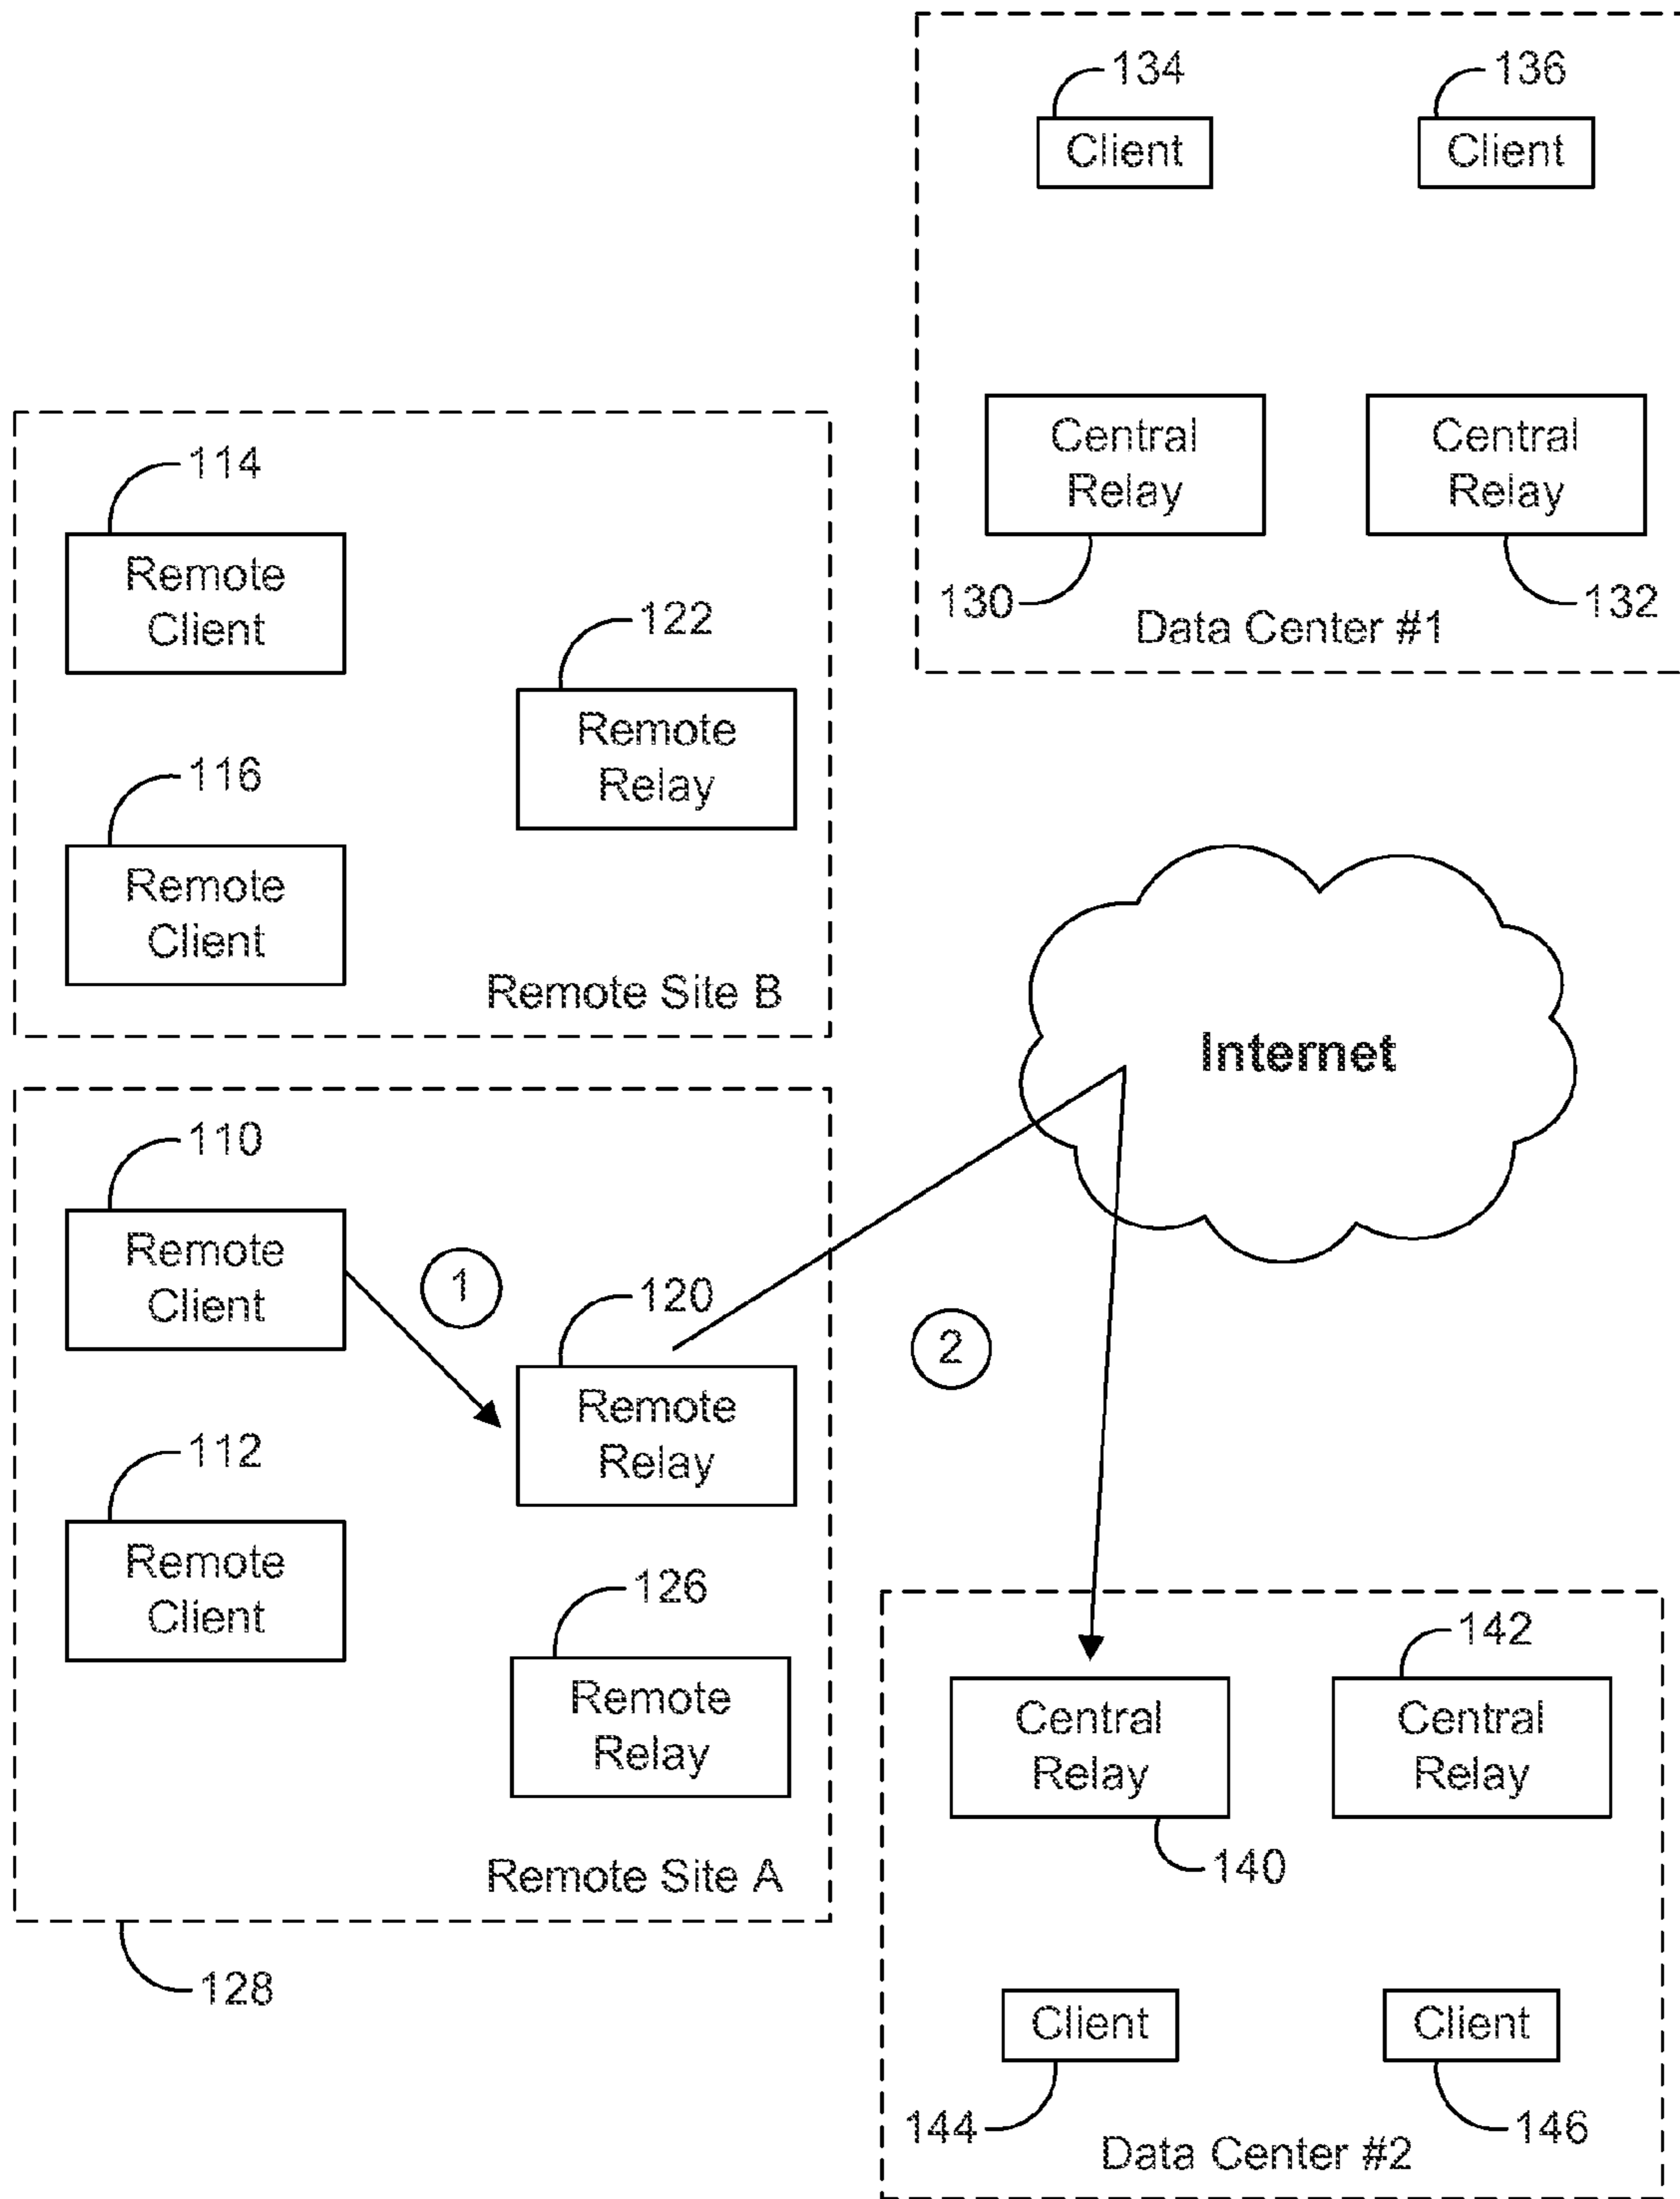 134
136
Client
Client
Central
Relay
Central
Relay
130
132
Data Center #1
114
Remote
Client
122
Remote
Relay
116
Remote
Client
Remote Site B
Internet
110
Remote
Client
1
120
Remote
Relay
2
112
Remote
Client
126
Remote
Relay
Remote Site A
128
142
Central
Relay
Central
Relay
140
Client
Client
144
146
Data Center #2